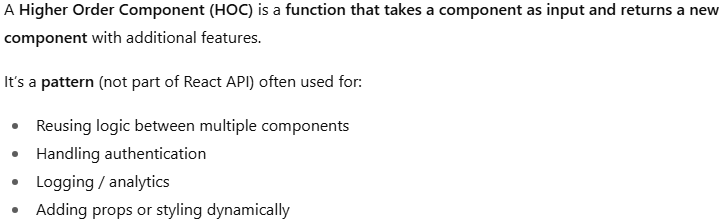 A Higher Order Component (HOC) is a function that takes a component as input and returns a new
component with additional features.
It's a pattern (not part of React API) often used for:
• Reusing logic between multiple components
• Handling authentication
• Logging / analytics
• Adding props or styling dynamically